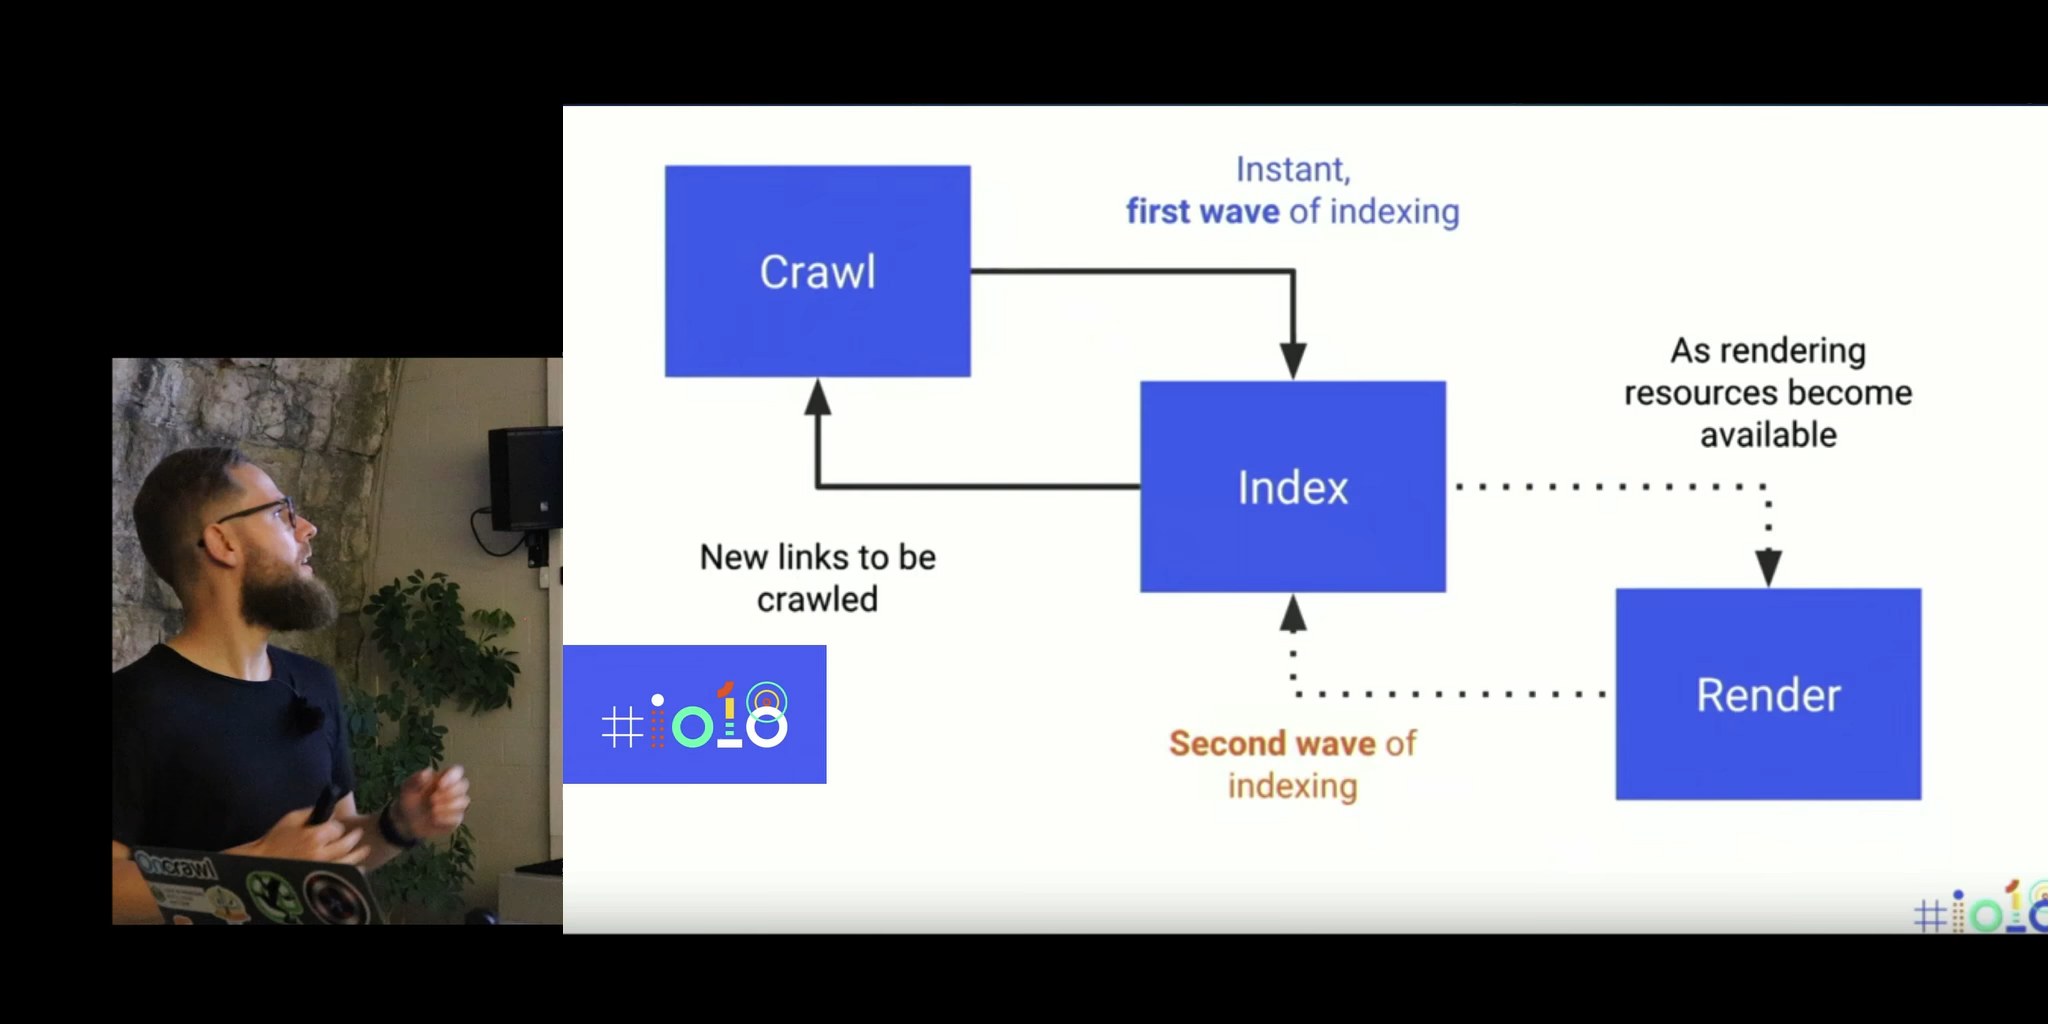 Instant,
first wave of indexing
Crawl
As rendering
resources become
available
Index
New links to be
crawled
#io18
Render
Second wave of
indexing
Oncrawl
#io18